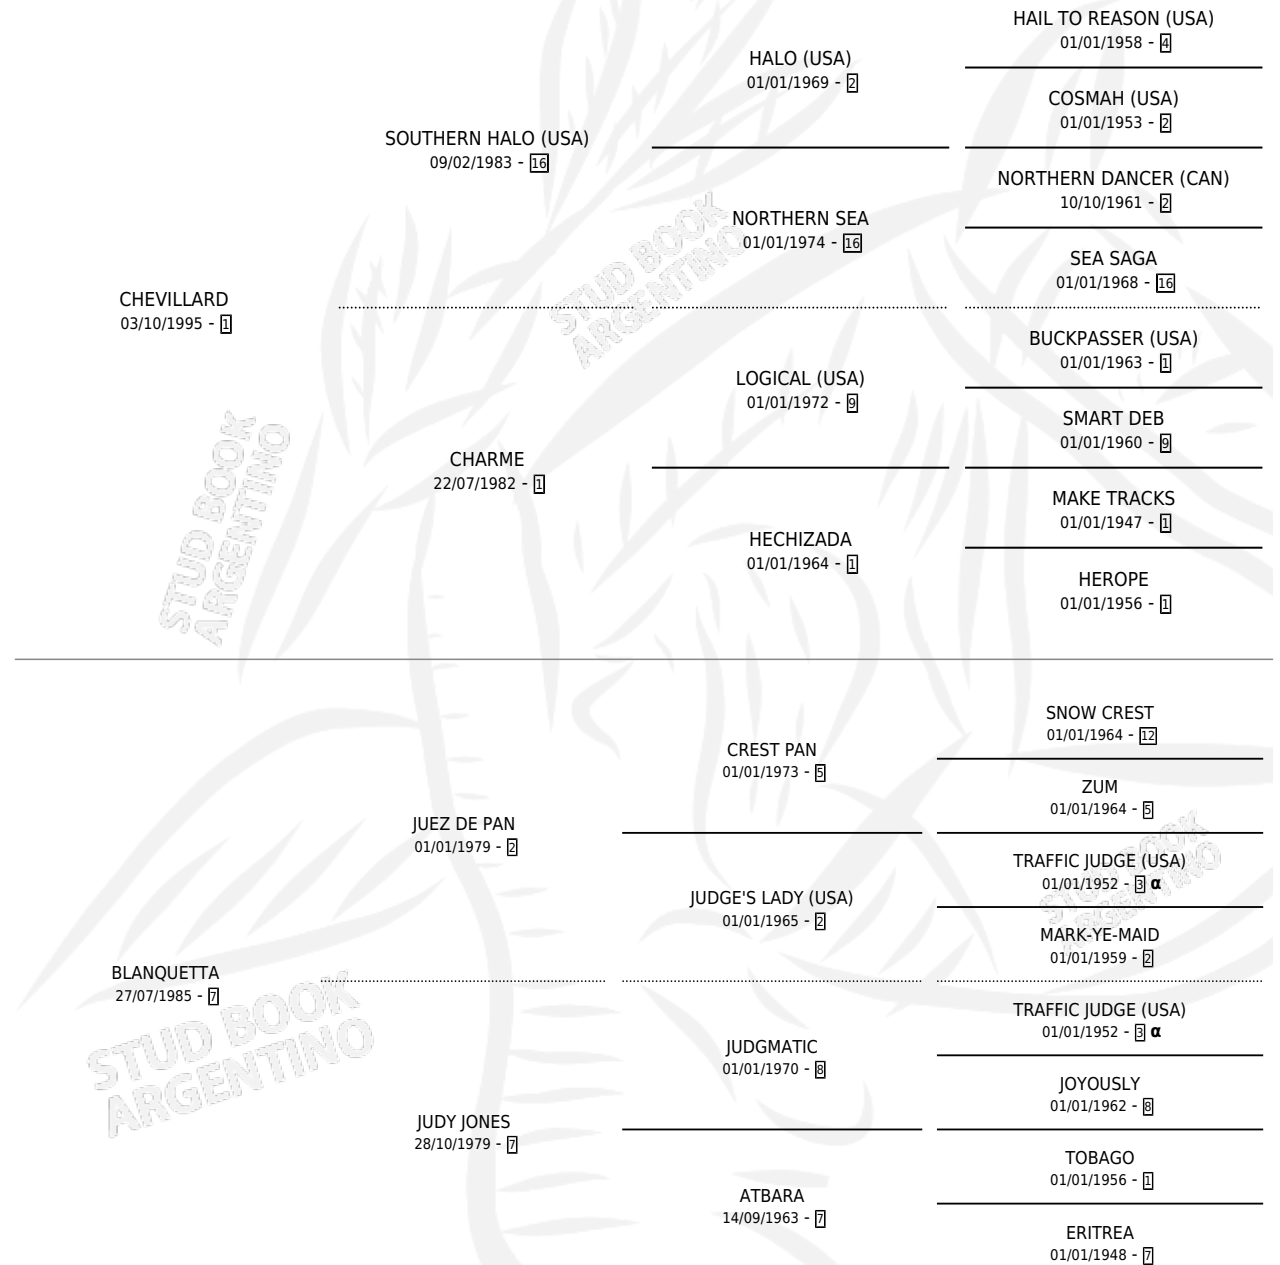 HAIL TO REASON (USA)
01/01/1958 - 4
HALO (USA)
01/01/1969 - 2
COSMAH (USA)
01/01/1953 - 2
SOUTHERN HALO (USA)
09/02/1983 - 16
NORTHERN DANCER (CAN)
10/10/1961 - 2
NORTHERN SEA
01/01/1974 - 16
SEA SAGA
01/01/1968 - 16
STUD BOOK
ARGENTINO
CHEVILLARD
03/10/1995 - 1
BUCKPASSER (USA)
01/01/1963 - 1
LOGICAL (USA)
01/01/1972 - 9
SMART DEB
01/01/1960 - 9
CHARME
22/07/1982 - 1
MAKE TRACKS
01/01/1947 - 1
HECHIZADA
01/01/1964 - 1
HEROPE
01/01/1956 - 1
STUD BOOK
ARGENTINO
SNOW CREST
01/01/1964 - 12
CREST PAN
01/01/1973 - 5
ZUM
01/01/1964 - 5
JUEZ DE PAN
01/01/1979 - 2
TRAFFIC JUDGE (USA)
01/01/1952 - 3 α
JUDGE'S LADY (USA)
01/01/1965 - 2
MARK-YE-MAID
01/01/1959 - 2
STUD BOOK
ARGENTINO
BLANQUETTA
27/07/1985 - 7
TRAFFIC JUDGE (USA)
01/01/1952 - 3 α
JUDGMATIC
01/01/1970 - 8
JOYOUSLY
01/01/1962 - 8
JUDY JONES
28/10/1979 - 7
TOBAGO
01/01/1956 - 1
ATBARA
14/09/1963 - 7
ERITREA
01/01/1948 - 7
STUD BOOK
ARGENTINO